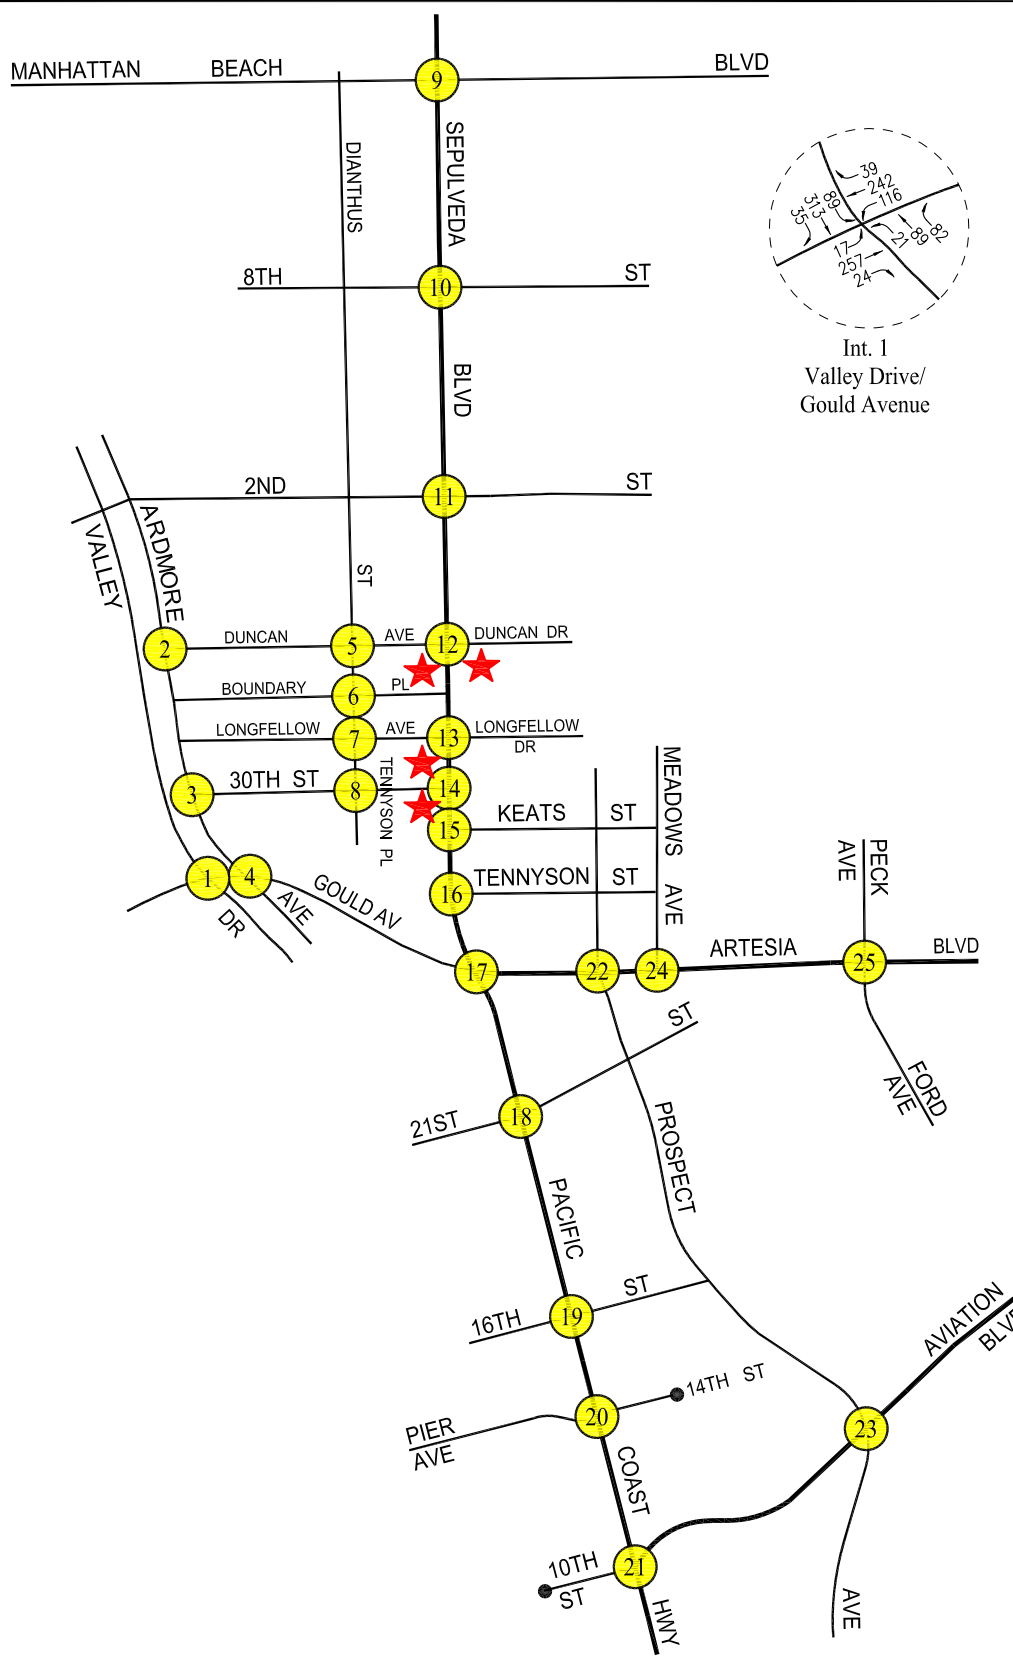 MANHATTAN BEACH BLVD
9
SEPULVEDA
DIANTHUS
39
242
116
89
313
35
17
257
24
21
89
82
Int. 1
Valley Drive/
Gould Avenue
8TH ST
10
BLVD
2ND ST
11
VALLEY
ARDMORE
ST
2
DUNCAN
5
AVE
12
DUNCAN DR
BOUNDARY
6
PL
LONGFELLOW
7
AVE
13
LONGFELLOW
DR
3
30TH ST
8
TENNYSON PL
14
MEADOWS
15
KEATS ST
1
4
GOULD AV
16
TENNYSON ST
AVE
DR
AVE
PECK
AVE
17
22
24
ARTESIA
25
BLVD
21ST
18
ST
FORD
AVE
PROSPECT
PACIFIC
16TH
19
ST
AVIATION
PIER
AVE
20
14TH ST
23
COAST
10TH
ST
21
HWY
AVE